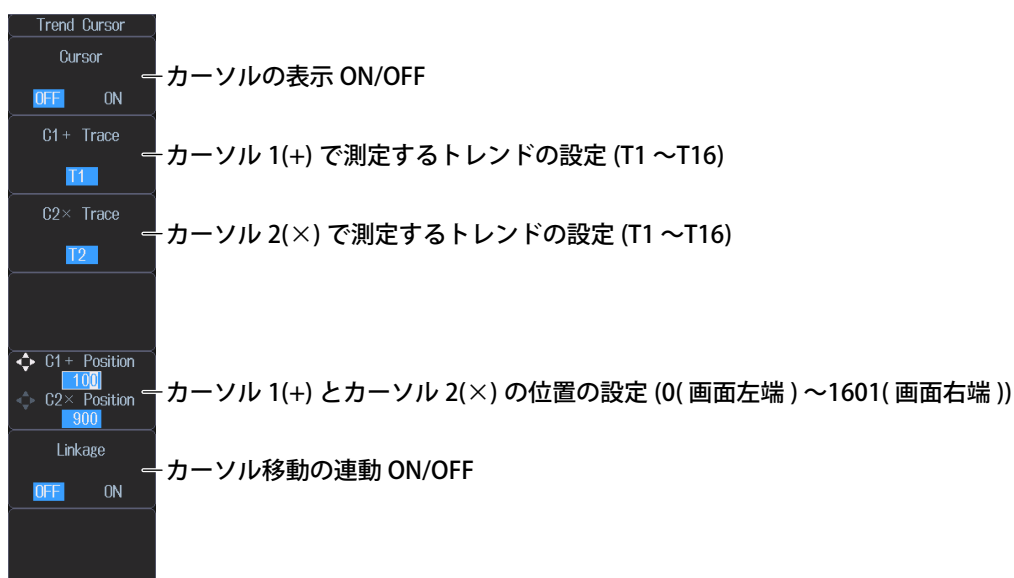 Trend Cursor
Cursor
OFF ON
カーソルの表示 ON/OFF
C1+ Trace
T1
カーソル 1(+) で測定するトレンドの設定 (T1 ～T16)
C2× Trace
T2
カーソル 2(×) で測定するトレンドの設定 (T1 ～T16)
C1+ Position
100
C2× Position
900
カーソル 1(+) とカーソル 2(×) の位置の設定 (0( 画面左端 ) ～1601( 画面右端 ))
Linkage
OFF ON
カーソル移動の連動 ON/OFF